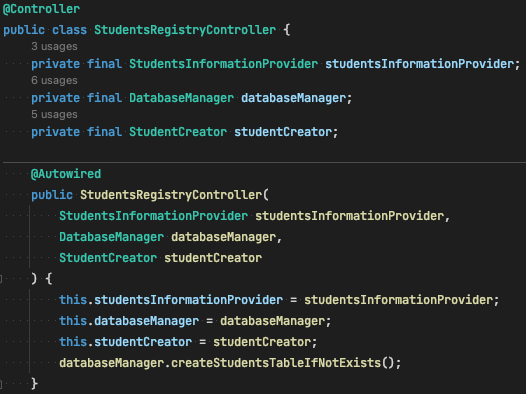 @Controller
public class StudentsRegistryController {
3 usages
private final StudentsInformationProvider studentsInformationProvider;
6 usages
private final DatabaseManager databaseManager;
5 usages
private final StudentCreator studentCreator;
@Autowired
public StudentsRegistryController(
StudentsInformationProvider studentsInformationProvider,
DatabaseManager databaseManager,
StudentCreator studentCreator
) {
this.studentsInformationProvider = studentsInformationProvider;
this.databaseManager = databaseManager;
this.studentCreator = studentCreator;
databaseManager.createStudentsTableIfNotExists();
}